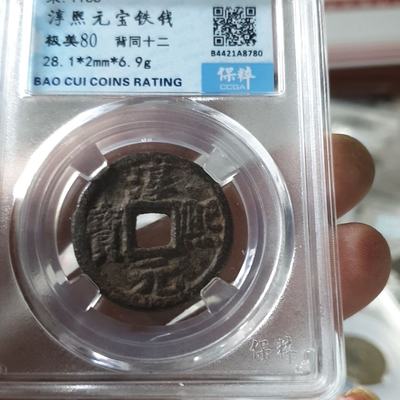 淳熙元宝铁钱
极美80 背同十二
28.1*2mm*6.9g
BAO CUI COINS RATING
B4421A8780
保粹
CCGA
淳熙元寶
保粹